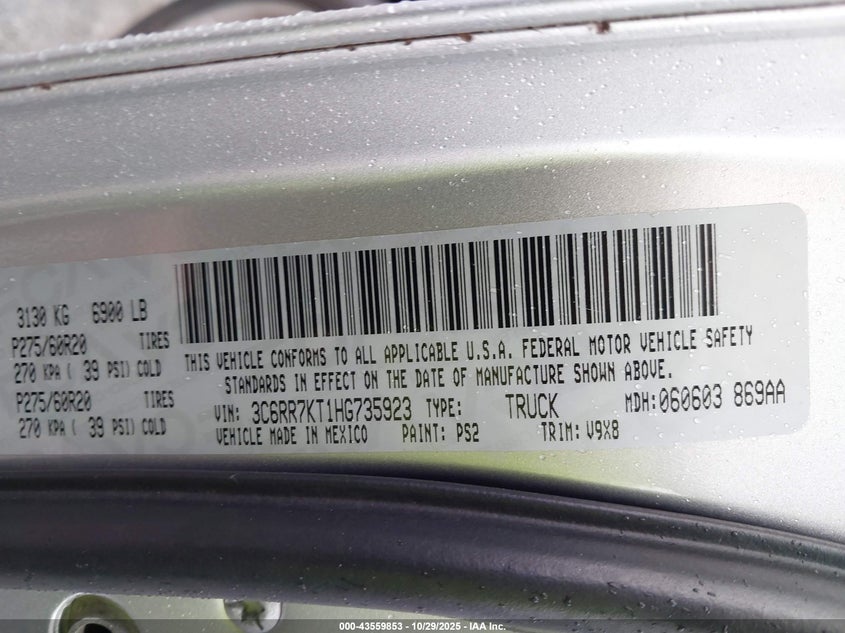 3130 KG 6900 LB
P275/60R20 TIRES
270 KPA ( 39 PSI) COLD
P275/60R20 TIRES
270 KPA ( 39 PSI) COLD
THIS VEHICLE CONFORMS TO ALL APPLICABLE U.S.A. FEDERAL MOTOR VEHICLE SAFETY
STANDARDS IN EFFECT ON THE DATE OF MANUFACTURE SHOWN ABOVE.
VIN: 3C6RR7KT1HG735923 TYPE: TRUCK MDH:060603 869AA
VEHICLE MADE IN MEXICO PAINT: PS2 TRIM: V9X8
000-43559853 - 10/29/2025 - IAA Inc.